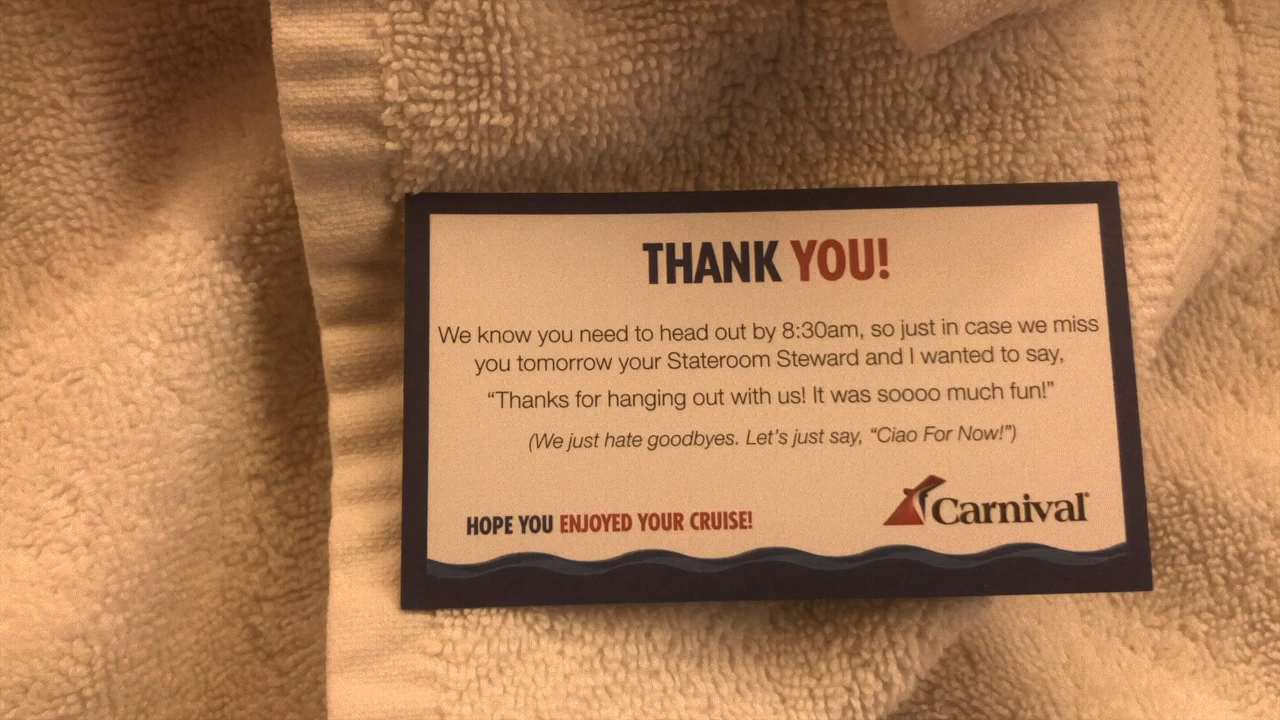 THANK YOU!
We know you need to head out by 8:30am, so just in case we miss
you tomorrow your Stateroom Steward and I wanted to say,
“Thanks for hanging out with us! It was soooo much fun!”
(We just hate goodbyes. Let’s just say, “Ciao For Now!”)
HOPE YOU ENJOYED YOUR CRUISE!
Carnival®